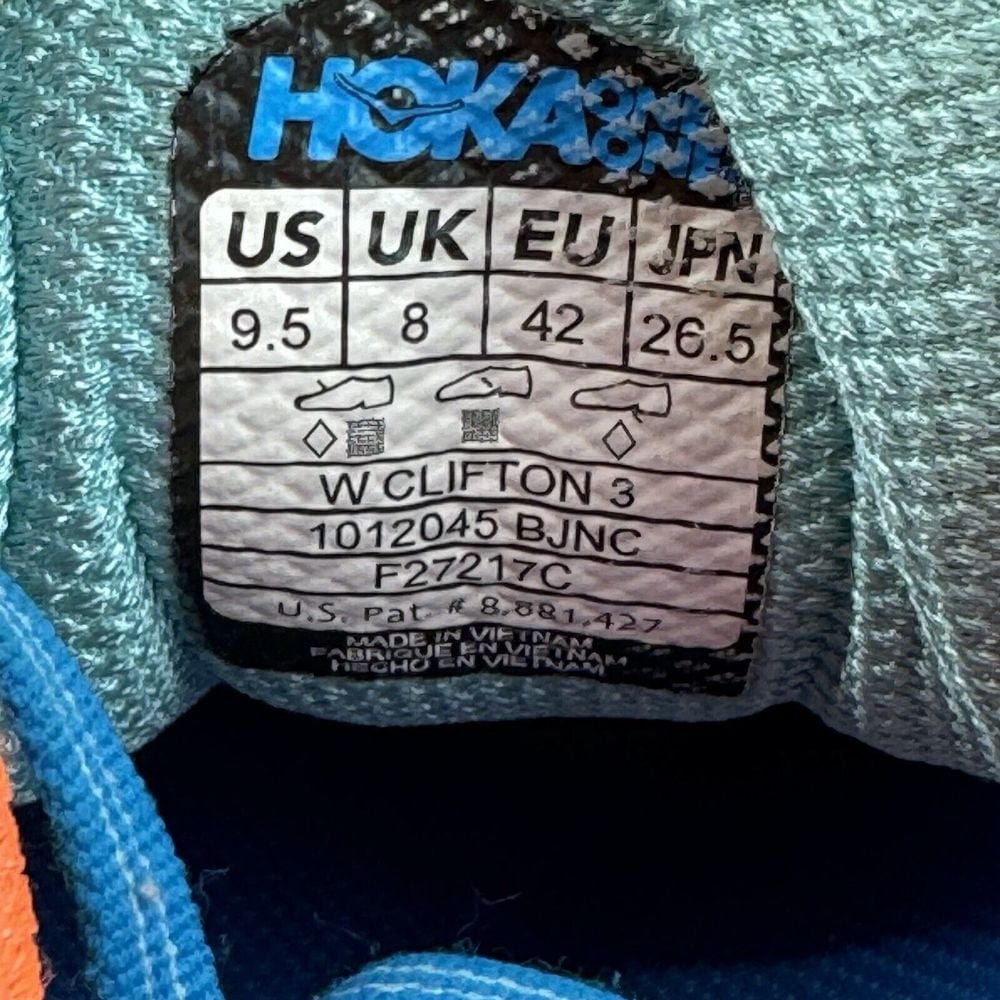 HOKA ONE ONE
US UK EU JPN
9.5 8 42 26.5
W CLIFTON 3
1012045 BJNC
F27217C
U.S. Pat. # 8,881,427
MADE IN VIETNAM
FABRIQUE EN VIETNAM
HECHO EN VIETNAM